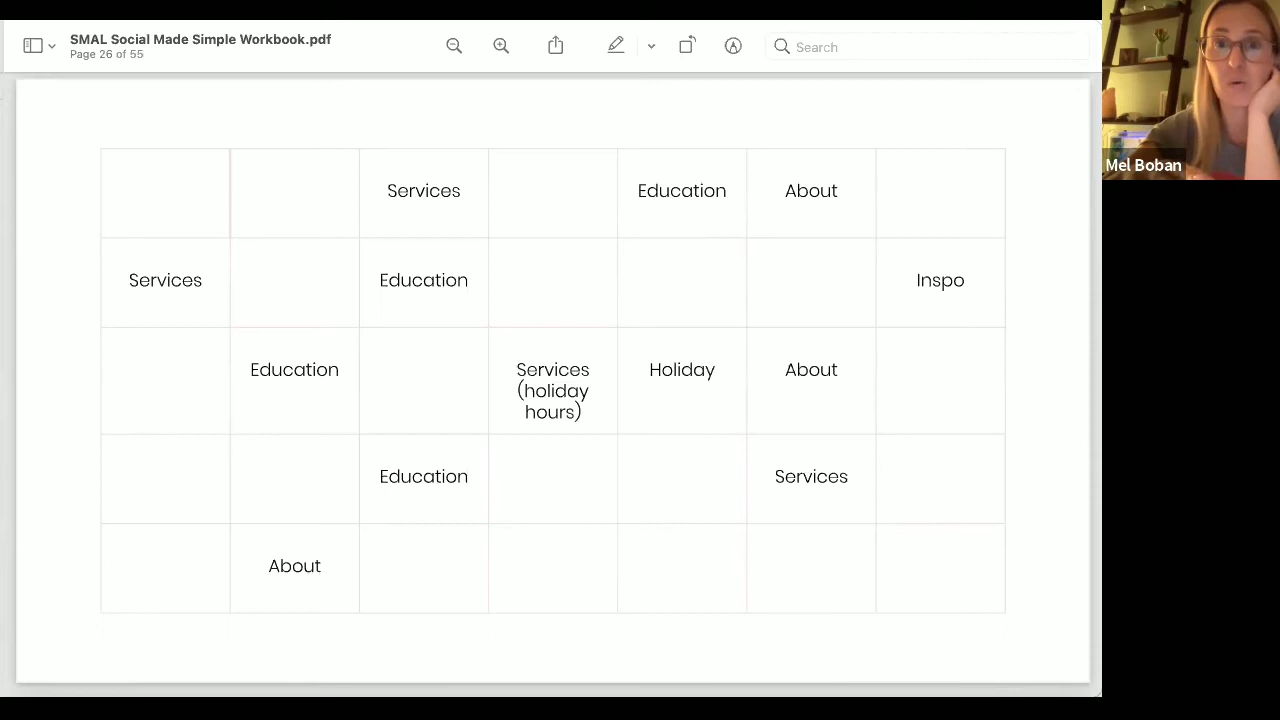 SMAL Social Made Simple Workbook.pdf
Page 26 of 55
Search
Mel Boban
Services Education About
Services Education Inspo
Education Services (holiday hours) Holiday About
Education Services
About